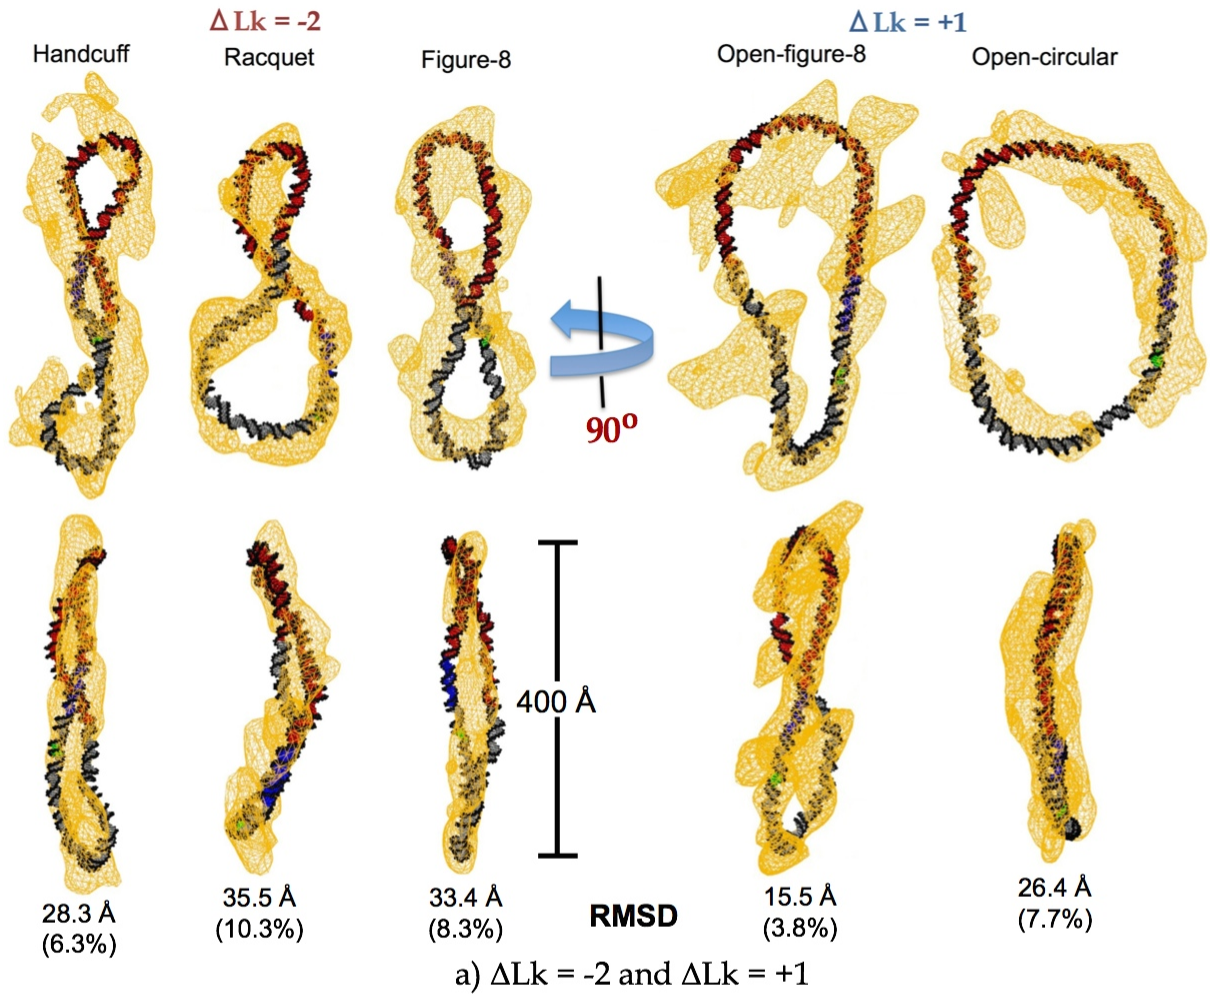 Δ Lk = -2
Δ Lk = +1
Handcuff
Racquet
Figure-8
Open-figure-8
Open-circular
90º
400 Å
28.3 Å
(6.3%)
35.5 Å
(10.3%)
33.4 Å
(8.3%)
RMSD
15.5 Å
(3.8%)
26.4 Å
(7.7%)
a) ΔLk = -2 and ΔLk = +1